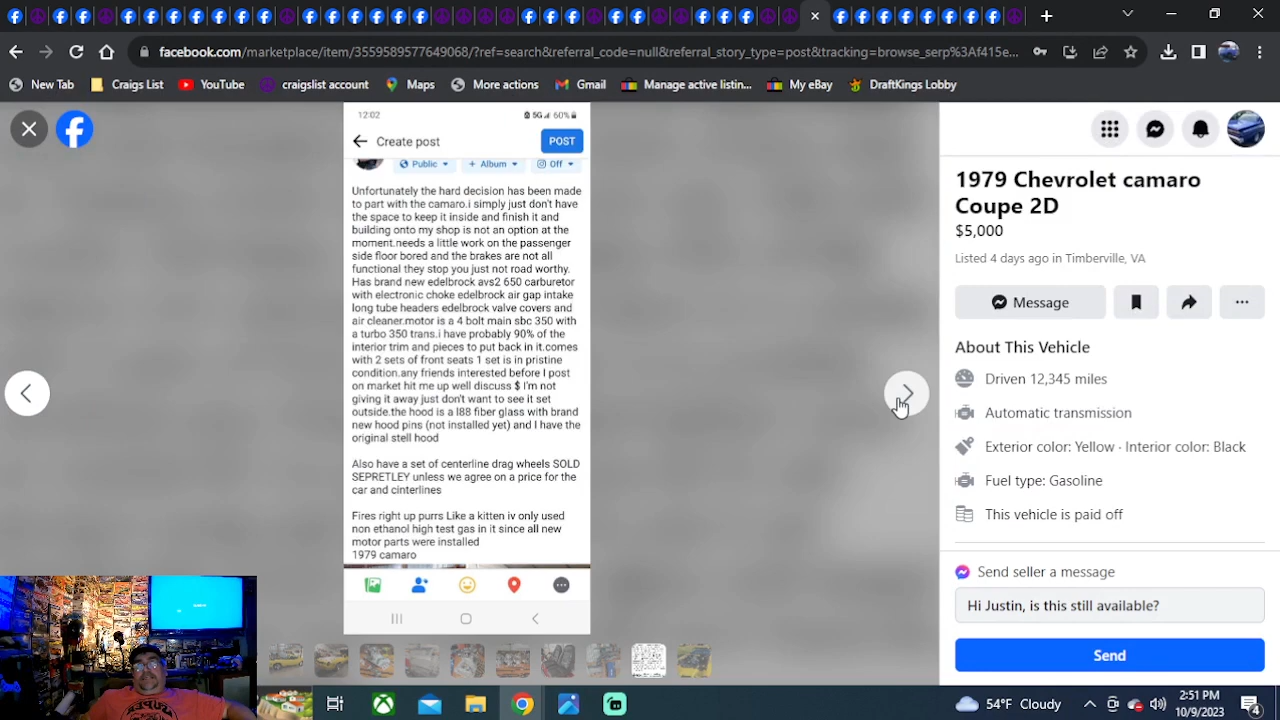 facebook.com/marketplace/item/3559589577649068/?ref=search&referral_code=null&referral_story_type=post&tracking=browse_serp%3Af415e...
New Tab
Craigs List
YouTube
craigslist account
Maps
More actions
Gmail
Manage active listin...
My eBay
DraftKings Lobby
12:02
5G 60%
Create post
POST
Public
+ Album
Off
Unfortunately the hard decision has been made
to part with the camaro.i simply just don't have
the space to keep it inside and finish it and
building onto my shop is not an option at the
moment.needs a little work on the passenger
side floor bored and the brakes are not all
functional they stop you just not road worthy.
Has brand new edelbrock avs2 650 carburetor
with electronic choke edelbrock air gap intake
long tube headers edelbrock valve covers and
air cleaner.motor is a 4 bolt main sbc 350 with
a turbo 350 trans.i have probably 90% of the
interior trim and pieces to put back in it.comes
with 2 sets of front seats 1 set is in pristine
condition.any friends interested before I post
on market hit me up well discuss $ I'm not
giving it away just don't want to see it set
outside.the hood is a l88 fiber glass with brand
new hood pins (not installed yet) and I have the
original stell hood
Also have a set of centerline drag wheels SOLD
SEPRETLEY unless we agree on a price for the
car and cinterlines
Fires right up purrs Like a kitten iv only used
non ethanol high test gas in it since all new
motor parts were installed
1979 camaro
1979 Chevrolet camaro
Coupe 2D
$5,000
Listed 4 days ago in Timberville, VA
Message
About This Vehicle
Driven 12,345 miles
Automatic transmission
Exterior color: Yellow · Interior color: Black
Fuel type: Gasoline
This vehicle is paid off
Send seller a message
Hi Justin, is this still available?
Send
54°F Cloudy
2:51 PM
10/9/2023
4